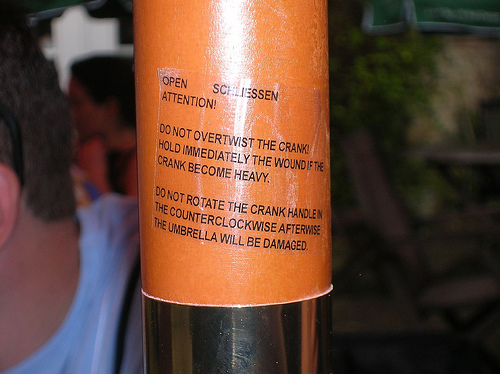 OPEN SCHLIESSEN
ATTENTION!
DO NOT OVERTWIST THE CRANK!
HOLD IMMEDIATELY THE WOUND IF THE
CRANK BECOME HEAVY.
DO NOT ROTATE THE CRANK HANDLE IN
THE COUNTERCLOCKWISE AFTERWISE
THE UMBRELLA WILL BE DAMAGED.